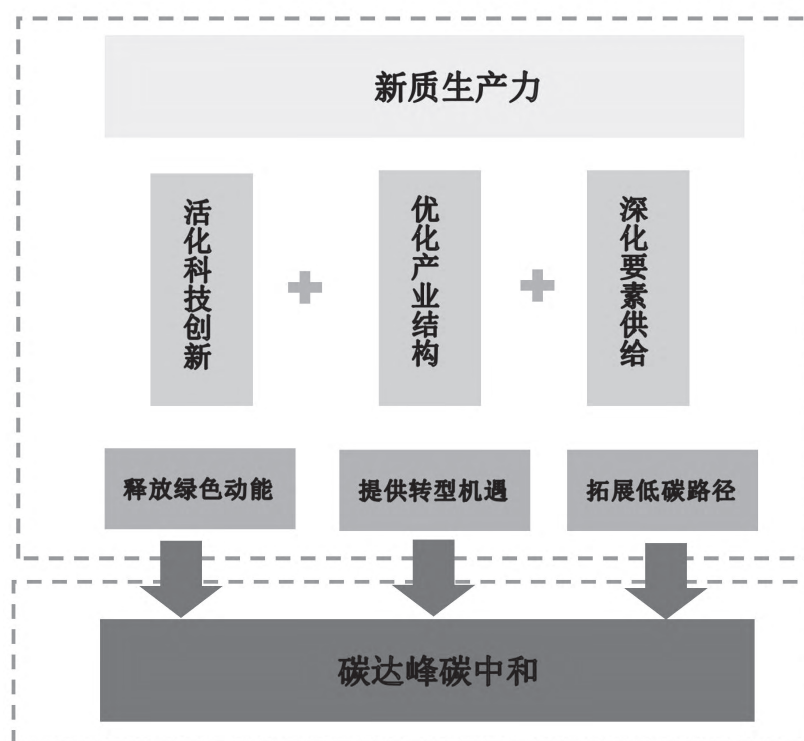 新质生产力
活化科技创新
优化产业结构
深化要素供给
释放绿色动能
提供转型机遇
拓展低碳路径
碳达峰碳中和